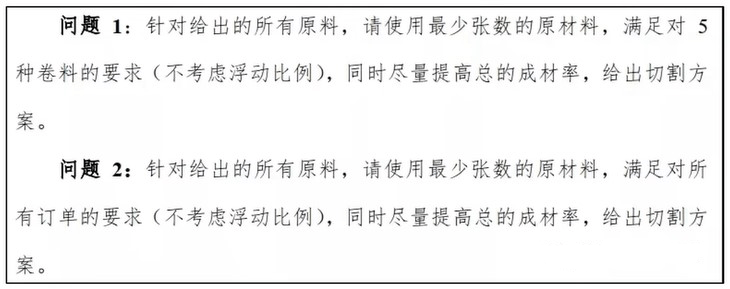 问题 1：针对给出的所有原料，请使用最少张数的原材料，满足对 5
种卷料的要求（不考虑浮动比例），同时尽量提高总的成材率，给出切割方
案。
问题 2：针对给出的所有原料，请使用最少张数的原材料，满足对所
有订单的要求（不考虑浮动比例），同时尽量提高总的成材率，给出切割方
案。